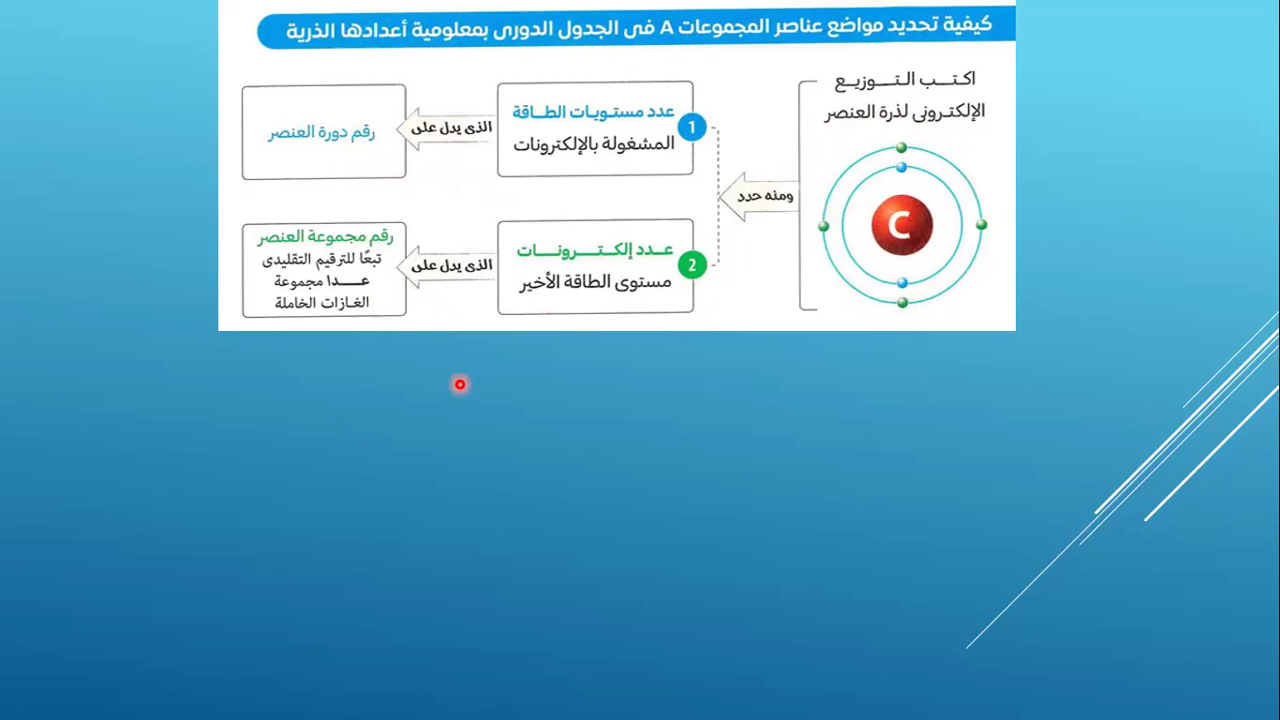 كيفية تحديد مواضع عناصر المجموعات A فى الجدول الدورى بمعلومية أعدادها الذرية
اكتب التوزيع
الإلكترونى لذرة العنصر
C
ومنه حدد
1
عدد مستويات الطاقة
المشغولة بالإلكترونات
الذى يدل على
رقم دورة العنصر
2
عدد إلكترونات
مستوى الطاقة الأخير
الذى يدل على
رقم مجموعة العنصر
تبعًا للترقيم التقليدى
عدا مجموعة
الغازات الخاملة